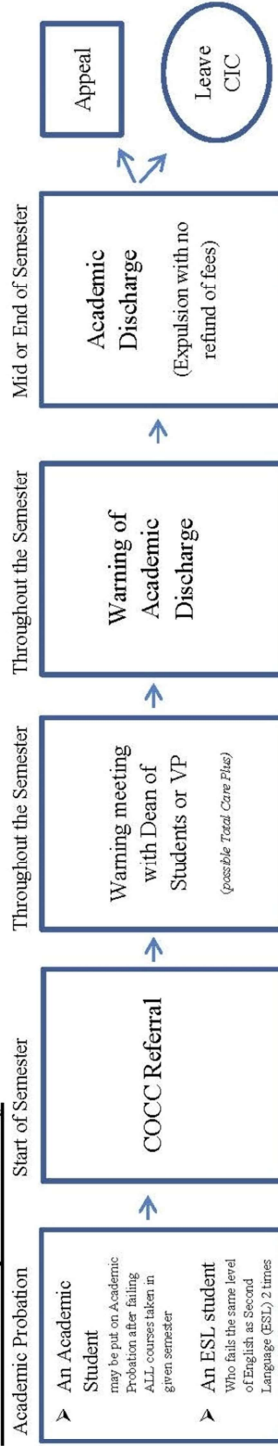 Academic Probation
➤ An Academic
Student
may be put on Academic
Probation after failing
ALL courses taken in
given semester
➤ An ESL student
Who fails the same level
of English as Second
Language (ESL) 2 times
Start of Semester
COCC Referral
Throughout the Semester
Warning meeting
with Dean of
Students or VP
(possible Total Care Plus)
Throughout the Semester
Warning of
Academic
Discharge
Mid or End of Semester
Academic
Discharge
(Expulsion with no
refund of fees)
Appeal
Leave
CIC